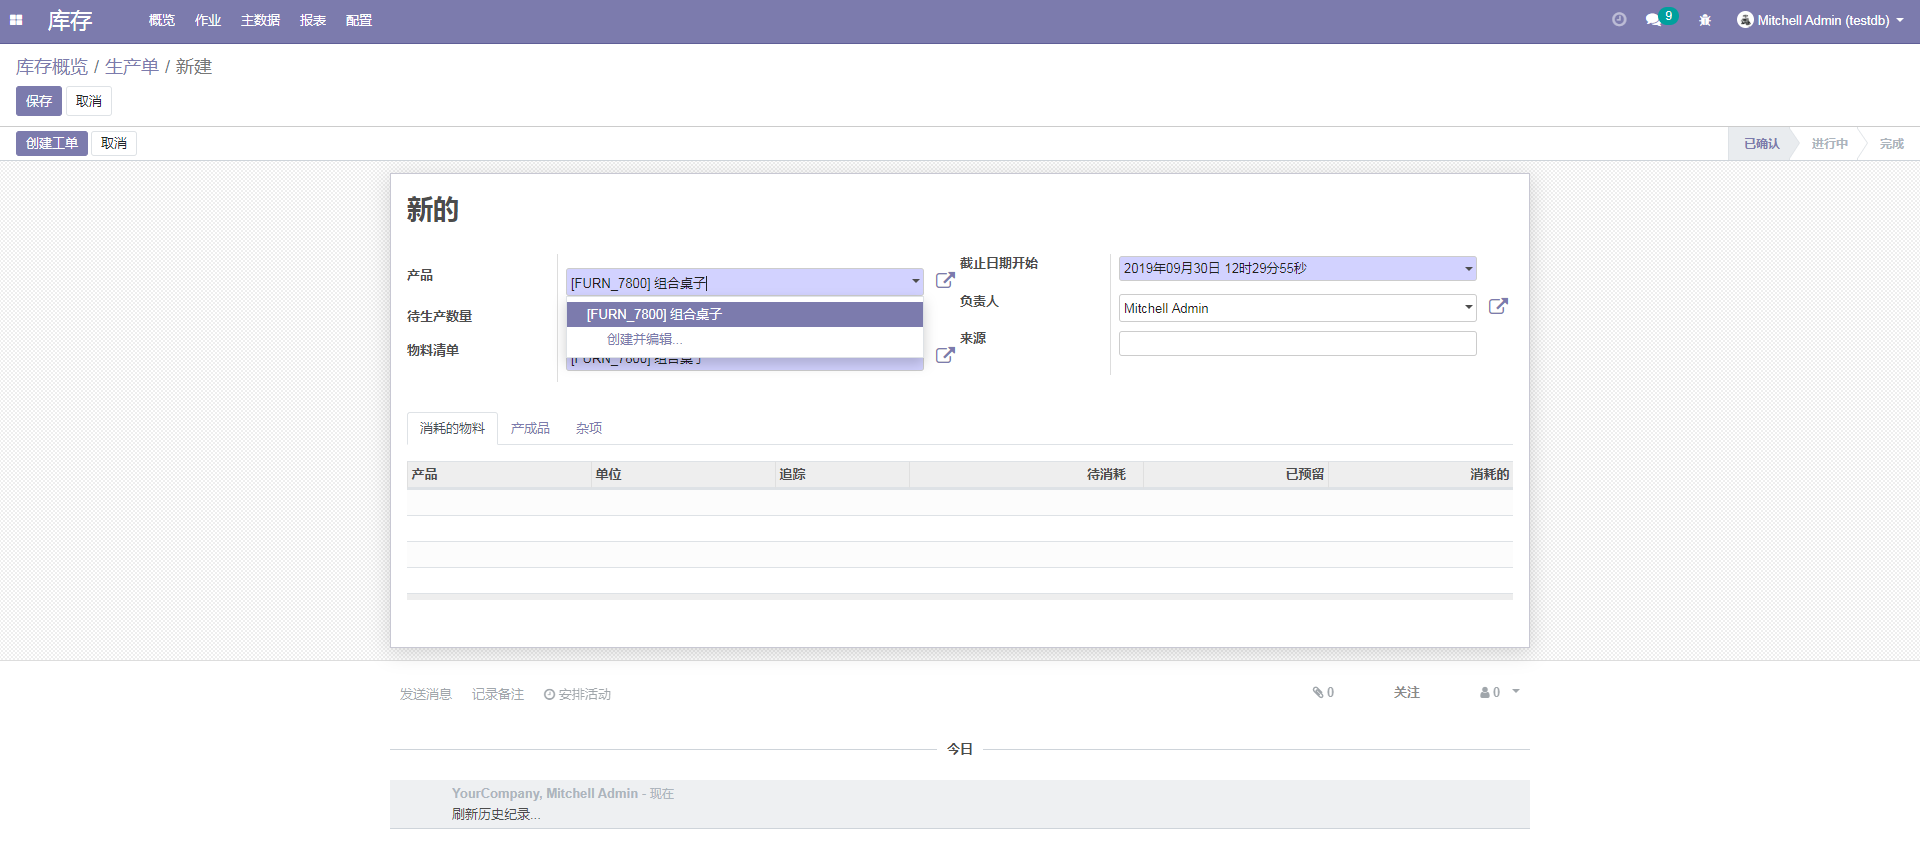 库存 概览 作业 主数据 报表 配置 9 Mitchell Admin (testdb)
库存概览 / 生产单 / 新建
保存 取消
创建工单 取消 已确认 进行中 完成
新的
产品 [FURN_7800] 组合桌子
[FURN_7800] 组合桌子
创建并编辑...
待生产数量
物料清单 [FURN_7800] 组合桌子
截止日期开始 2019年09月30日 12时29分55秒
负责人 Mitchell Admin
来源
消耗的物料 产成品 杂项
产品 单位 追踪 待消耗 已预留 消耗的
发送消息 记录备注 安排活动 0 关注 0
今日
YourCompany, Mitchell Admin - 现在
刷新历史纪录...